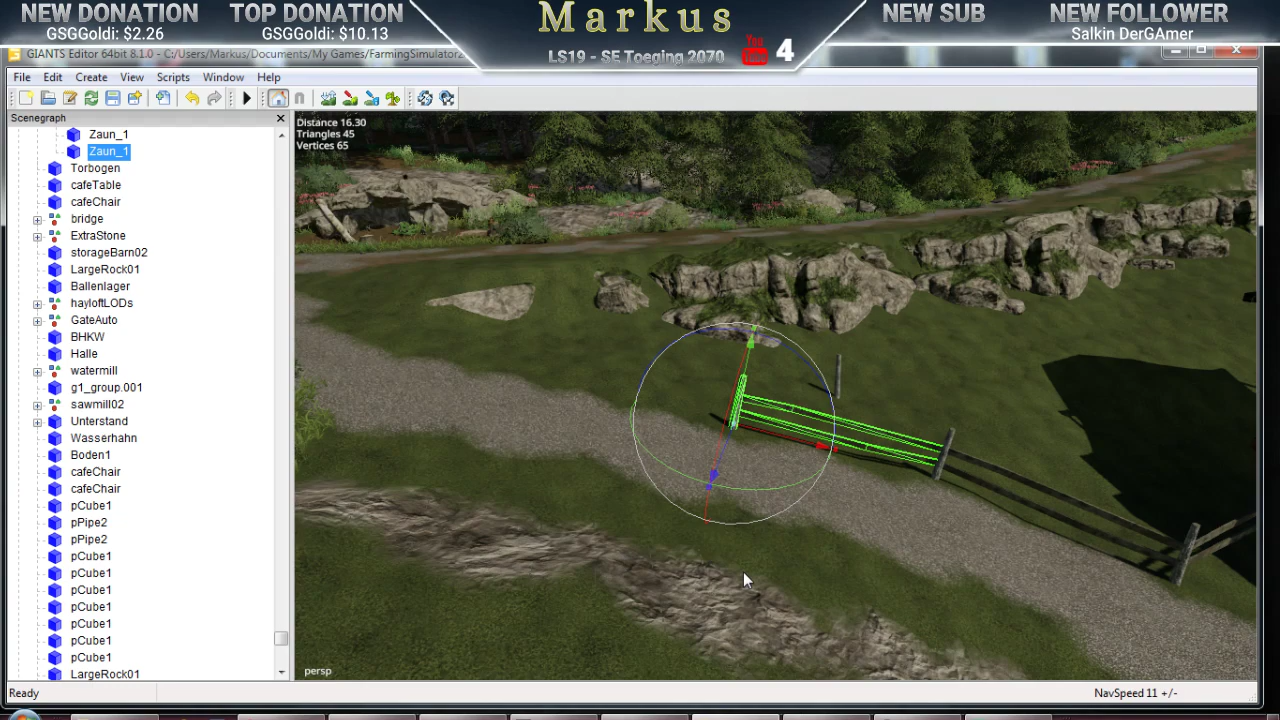 NEW DONATION
GSGGoldi: $2.26
TOP DONATION
GSGGoldi: $10.13
Markus
LS19 - SE Toeging 2070
You
Tube
4
NEW SUB
NEW FOLLOWER
Salkin DerGAmer
GIANTS Editor 64bit 8.1.0 - C:/Users/Markus/Documents/My Games/FarmingSimulator2
File Edit Create View Scripts Window Help
Scenegraph
Zaun_1
Zaun_1
Torbogen
cafeTable
cafeChair
bridge
ExtraStone
storageBarn02
LargeRock01
Ballenlager
hayloftLODs
GateAuto
BHKW
Halle
watermill
g1_group.001
sawmill02
Unterstand
Wasserhahn
Boden1
cafeChair
cafeChair
pCube1
pPipe2
pPipe2
pCube1
pCube1
pCube1
pCube1
pCube1
pCube1
pCube1
LargeRock01
Distance 16.30
Triangles 45
Vertices 65
persp
Ready
NavSpeed 11 +/-